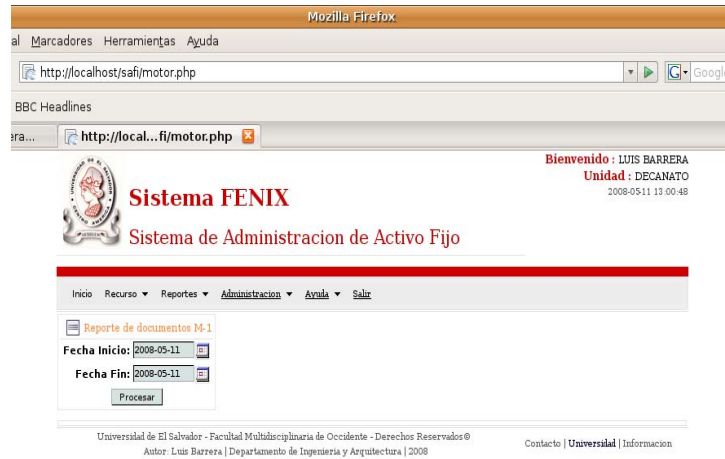 Mozilla Firefox
al Marcadores Herramientas Ayuda
http://localhost/safi/motor.php
G Google
BBC Headlines
era... http://local...fi/motor.php
Bienvenido : LUIS BARRERA
Unidad : DECANATO
2008-05-11 13:00:48
Sistema FENIX
Sistema de Administracion de Activo Fijo
Inicio Recurso Reportes Administracion Ayuda Salir
Reporte de documentos M-1
Fecha Inicio: 2008-05-11
Fecha Fin: 2008-05-11
Procesar
Universidad de El Salvador - Facultad Multidisciplinaria de Occidente - Derechos Reservados®
Autor: Luis Barrera | Departamento de Ingenieria y Arquitectura | 2008
Contacto | Universidad | Informacion